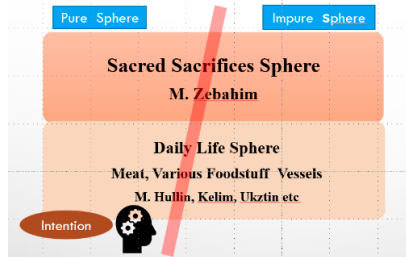 Pure Sphere
Impure Sphere
Sacred Sacrifices Sphere
M. Zebahim
Daily Life Sphere
Meat, Various Foodstuff Vessels
M. Hullin, Kelim, Ukztin etc
Intention